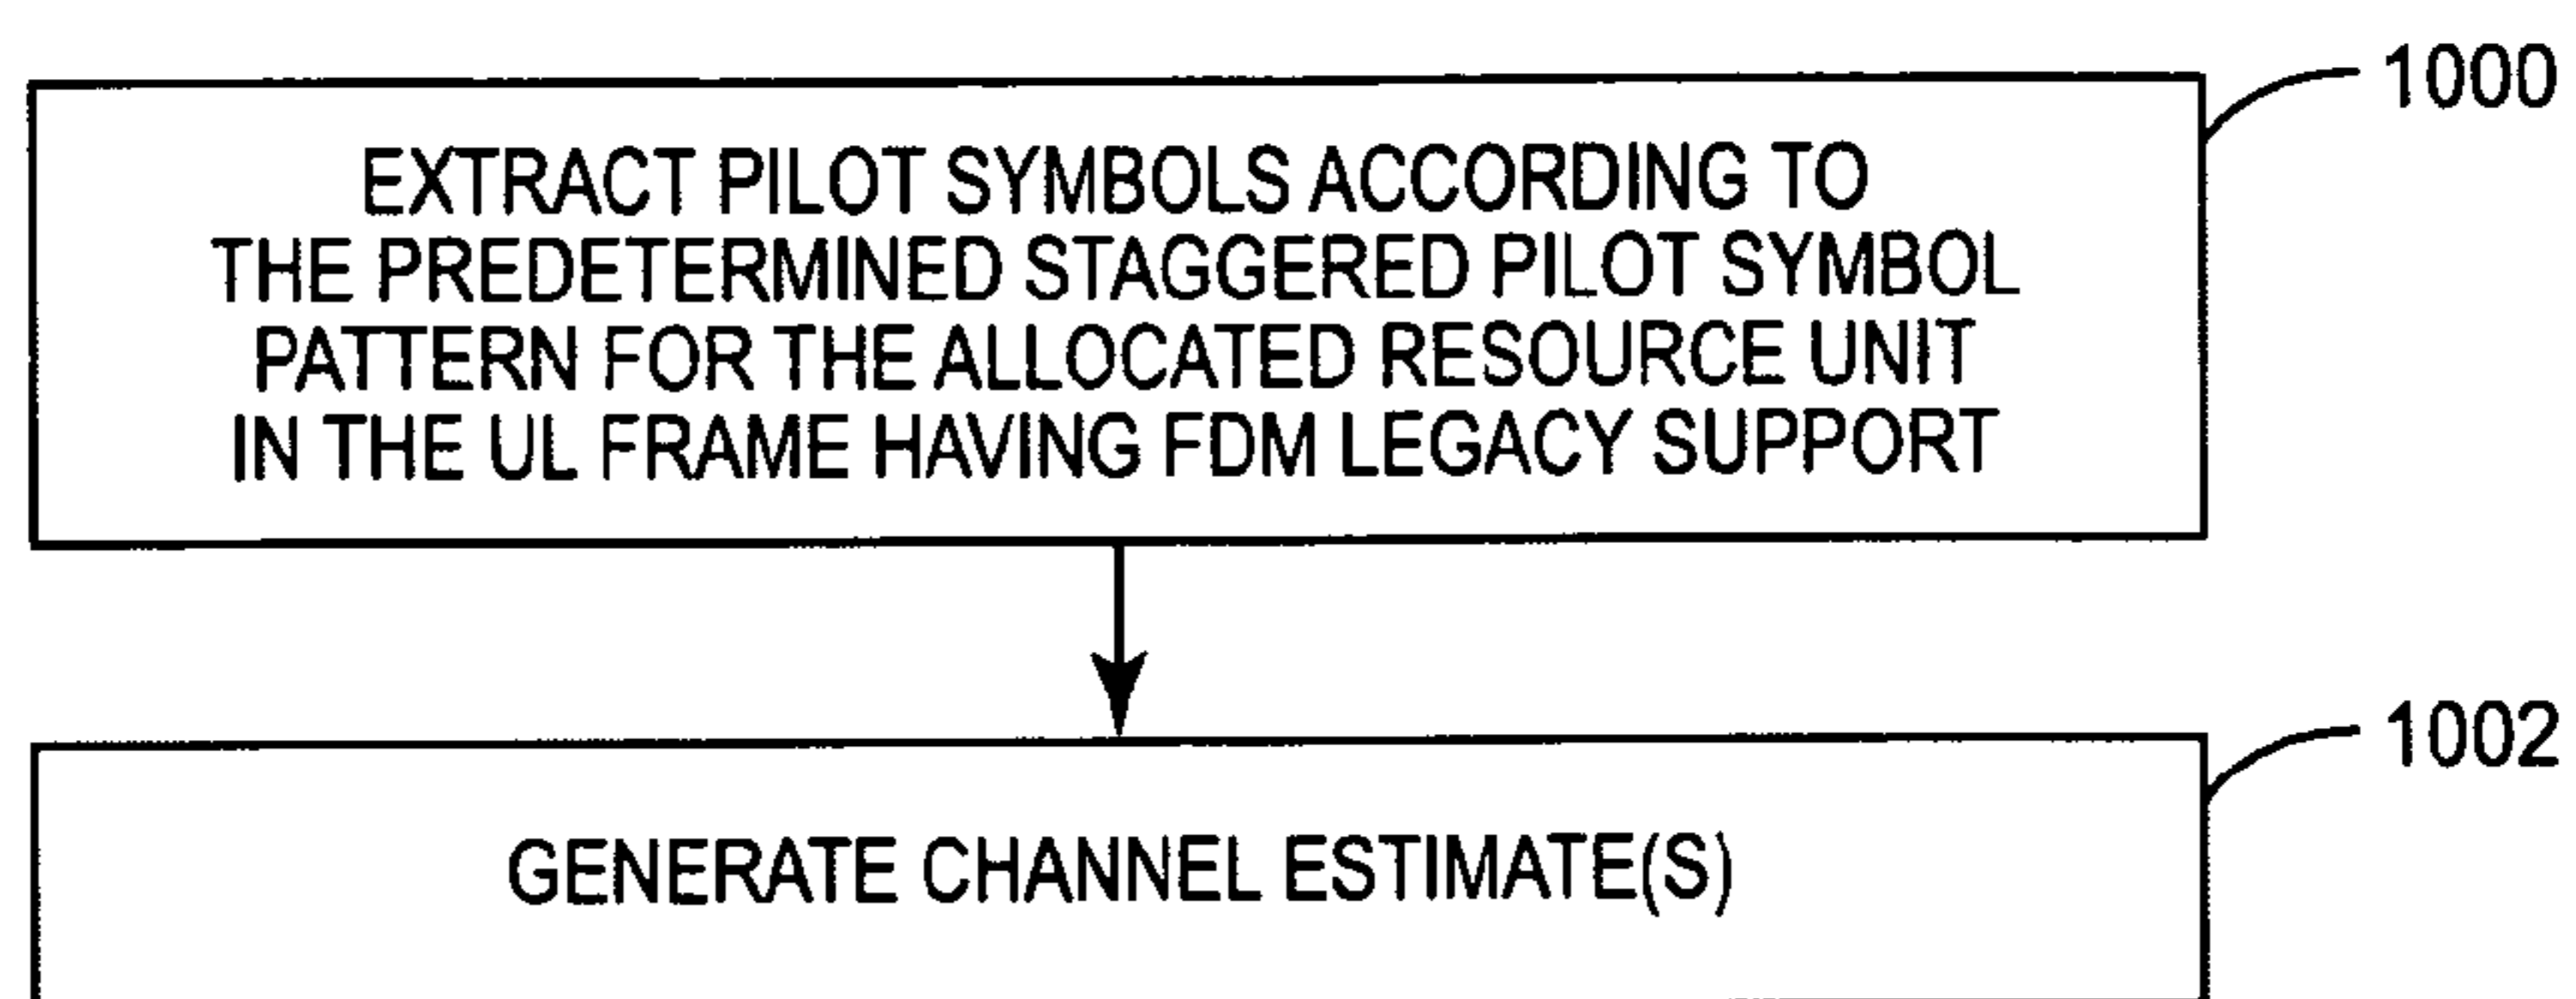 1000
EXTRACT PILOT SYMBOLS ACCORDING TO
THE PREDETERMINED STAGGERED PILOT SYMBOL
PATTERN FOR THE ALLOCATED RESOURCE UNIT
IN THE UL FRAME HAVING FDM LEGACY SUPPORT
1002
GENERATE CHANNEL ESTIMATE(S)